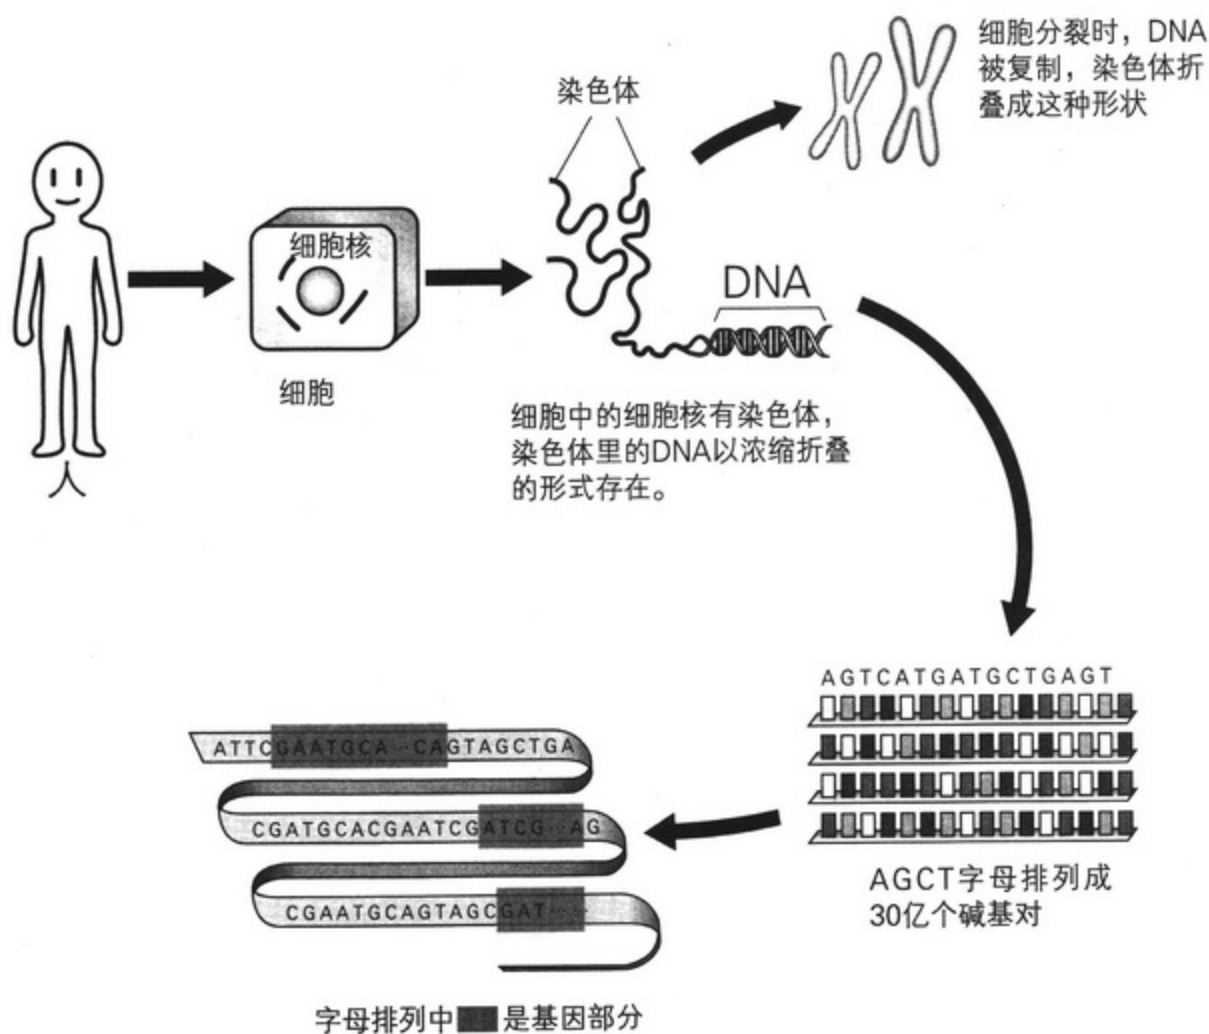 细胞分裂时，DNA
被复制，染色体折
叠成这种形状
染色体
细胞核
DNA
细胞
人
细胞中的细胞核有染色体，
染色体里的DNA以浓缩折叠
的形式存在。
AGTCATGATGCTGAGT
AGCT字母排列成
30亿个碱基对
ATTCGAATGCA…CAGTAGCTGA
CGATGCACGAATCGATCG…AG
CGAATGCAGTAGCGAT……
字母排列中■是基因部分